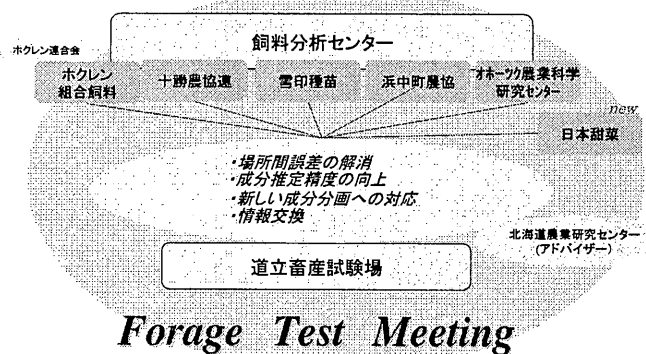 飼料分析センター
ホクレン連合会
ホクレン
組合飼料
十勝農協連
雪印種苗
浜中町農協
オホーツク農業科学
研究センター
new
日本甜菜
・場所間誤差の解消
・成分推定精度の向上
・新しい成分分画への対応
・情報交換
北海道農業研究センター
(アドバイザー)
道立畜産試験場
Forage Test Meeting